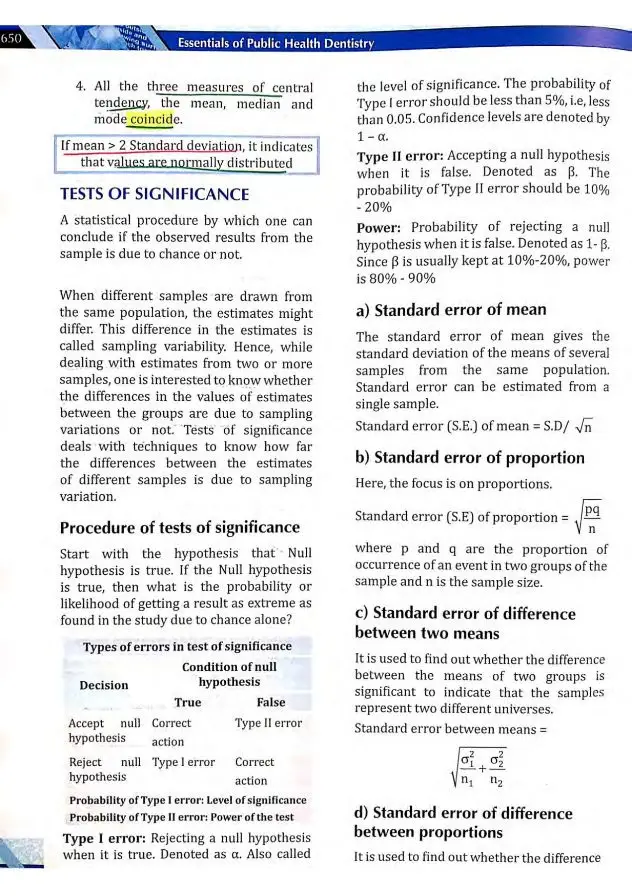 650
Essentials of Public Health Dentistry
4. All the three measures of central
tendency, the mean, median and
mode coincide.
If mean > 2 Standard deviation, it indicates
that values are normally distributed
TESTS OF SIGNIFICANCE
A statistical procedure by which one can
conclude if the observed results from the
sample is due to chance or not.
When different samples are drawn from
the same population, the estimates might
differ. This difference in the estimates is
called sampling variability. Hence, while
dealing with estimates from two or more
samples, one is interested to know whether
the differences in the values of estimates
between the groups are due to sampling
variations or not. Tests of significance
deals with techniques to know how far
the differences between the estimates
of different samples is due to sampling
variation.
Procedure of tests of significance
Start with the hypothesis that Null
hypothesis is true. If the Null hypothesis
is true, then what is the probability or
likelihood of getting a result as extreme as
found in the study due to chance alone?
Types of errors in test of significance
Condition of null
Decision hypothesis
True False
Accept null Correct Type II error
hypothesis action
Reject null Type I error Correct
hypothesis action
Probability of Type I error: Level of significance
Probability of Type II error: Power of the test
Type I error: Rejecting a null hypothesis
when it is true. Denoted as α. Also called
the level of significance. The probability of
Type I error should be less than 5%, i.e, less
than 0.05. Confidence levels are denoted by
1 – α.
Type II error: Accepting a null hypothesis
when it is false. Denoted as β. The
probability of Type II error should be 10%
- 20%
Power: Probability of rejecting a null
hypothesis when it is false. Denoted as 1- β.
Since β is usually kept at 10%-20%, power
is 80% - 90%
a) Standard error of mean
The standard error of mean gives the
standard deviation of the means of several
samples from the same population.
Standard error can be estimated from a
single sample.
Standard error (S.E.) of mean = S.D/ √n
b) Standard error of proportion
Here, the focus is on proportions.
Standard error (S.E) of proportion = √(pq/n)
where p and q are the proportion of
occurrence of an event in two groups of the
sample and n is the sample size.
c) Standard error of difference
between two means
It is used to find out whether the difference
between the means of two groups is
significant to indicate that the samples
represent two different universes.
Standard error between means =
√(σ₁²/n₁ + σ₂²/n₂)
d) Standard error of difference
between proportions
It is used to find out whether the difference